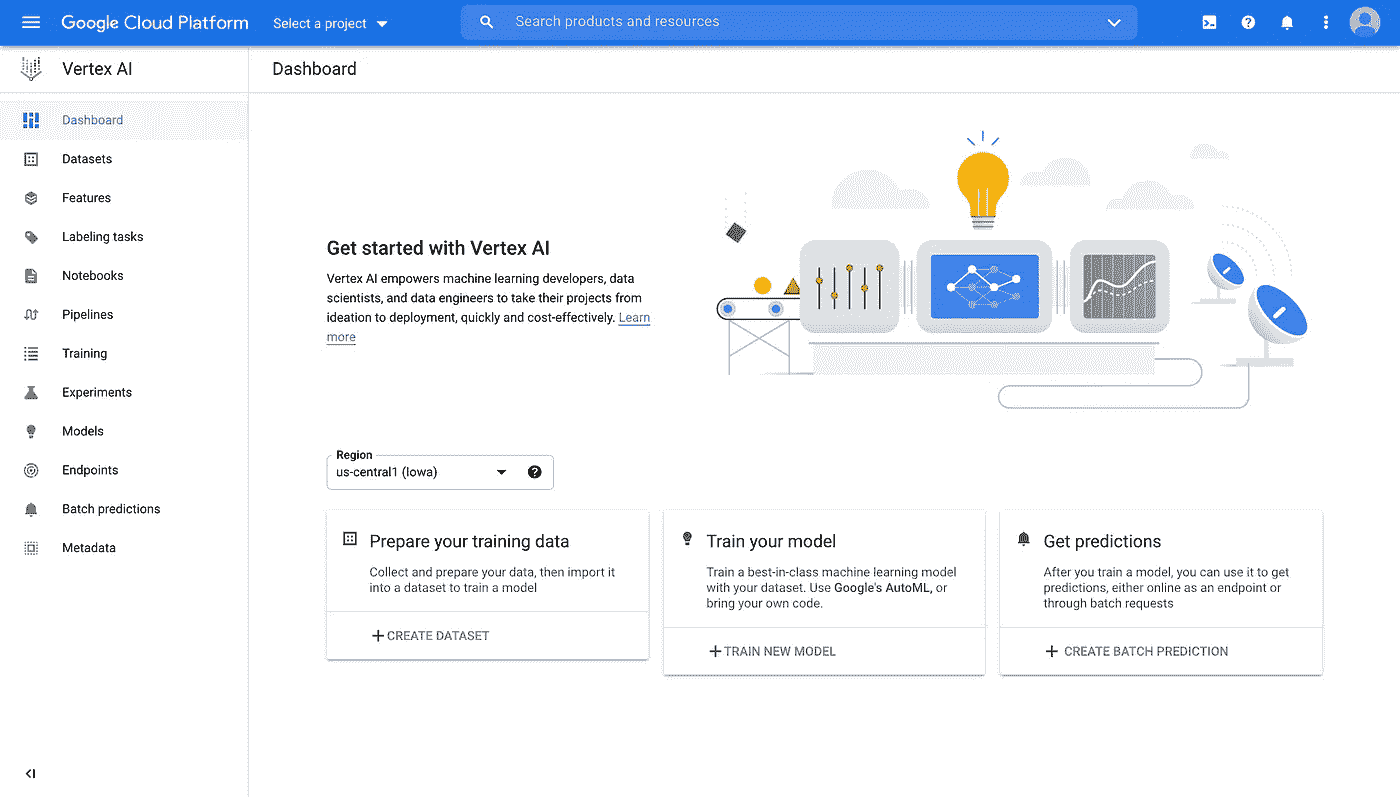 Google Cloud Platform
Select a project
Search products and resources
Vertex AI
Dashboard
Dashboard
Datasets
Features
Labeling tasks
Notebooks
Pipelines
Training
Experiments
Models
Endpoints
Batch predictions
Metadata
Get started with Vertex AI
Vertex AI empowers machine learning developers, data
scientists, and data engineers to take their projects from
ideation to deployment, quickly and cost-effectively. Learn
more
Region
us-central1 (Iowa)
Prepare your training data
Collect and prepare your data, then import it
into a dataset to train a model
+ CREATE DATASET
Train your model
Train a best-in-class machine learning model
with your dataset. Use Google's AutoML, or
bring your own code.
+ TRAIN NEW MODEL
Get predictions
After you train a model, you can use it to get
predictions, either online as an endpoint or
through batch requests
+ CREATE BATCH PREDICTION